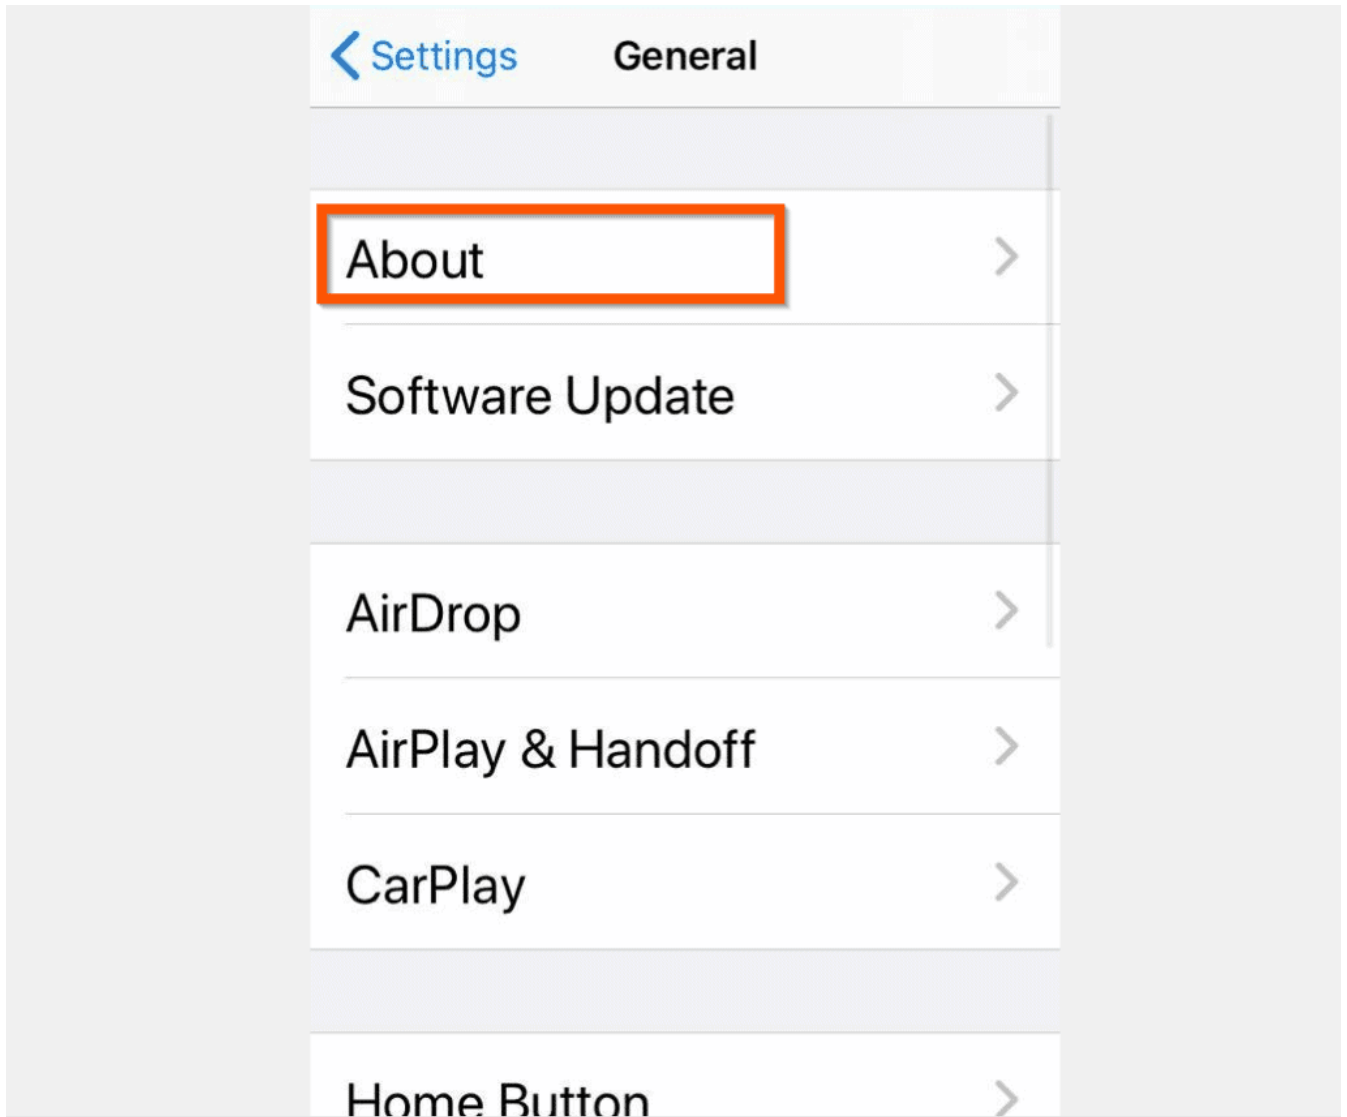 Settings General
About
Software Update
AirDrop
AirPlay & Handoff
CarPlay
Home Button